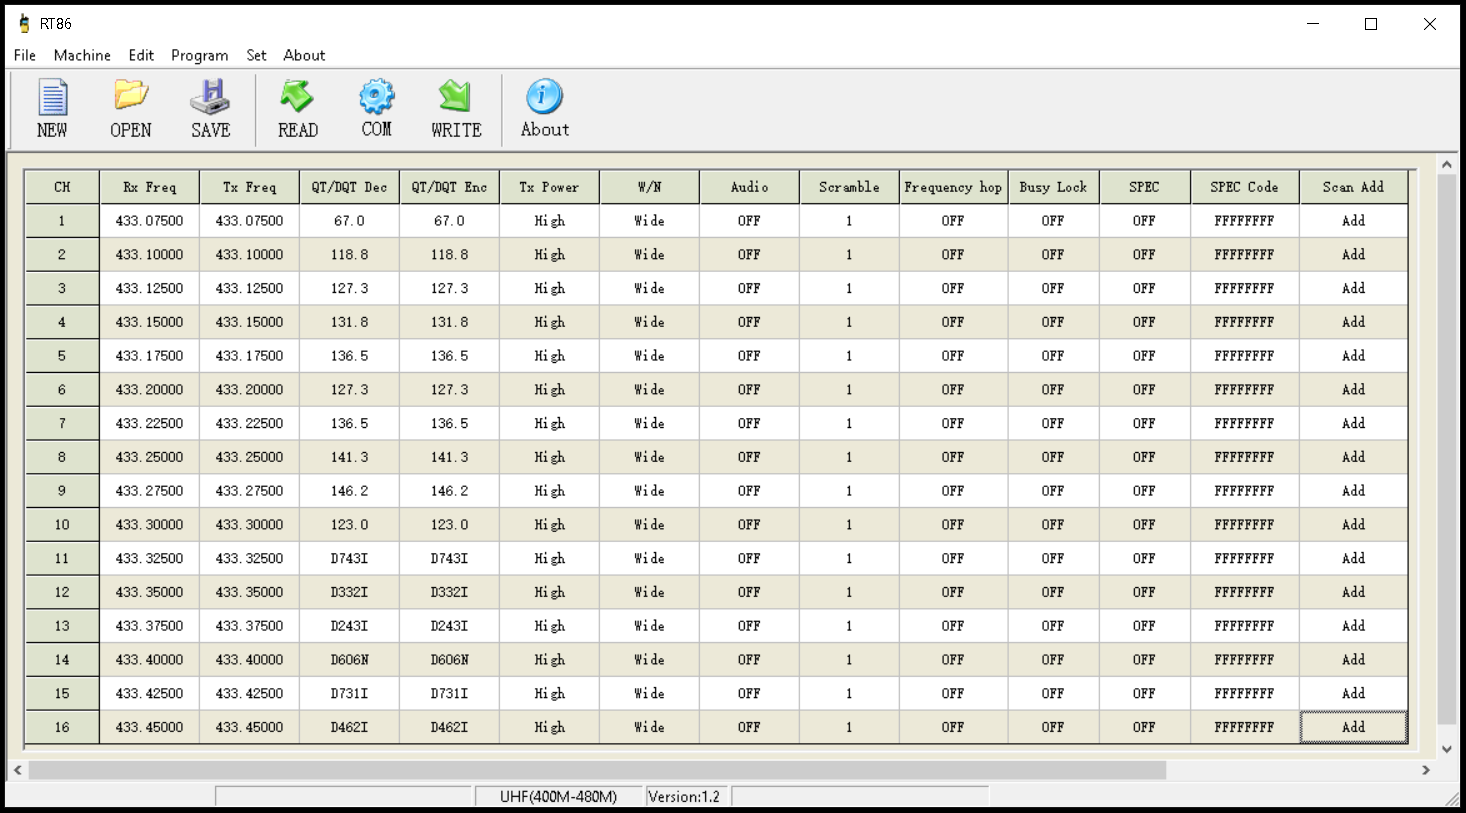 RT86
File Machine Edit Program Set About
NEW OPEN SAVE READ COM WRITE About
CH Rx Freq Tx Freq QT/DQT Dec QT/DQT Enc Tx Power W/N Audio Scramble Frequency hop Busy Lock SPEC SPEC Code Scan Add
1 433.07500 433.07500 67.0 67.0 High Wide OFF 1 OFF OFF OFF FFFFFFFF Add
2 433.10000 433.10000 118.8 118.8 High Wide OFF 1 OFF OFF OFF FFFFFFFF Add
3 433.12500 433.12500 127.3 127.3 High Wide OFF 1 OFF OFF OFF FFFFFFFF Add
4 433.15000 433.15000 131.8 131.8 High Wide OFF 1 OFF OFF OFF FFFFFFFF Add
5 433.17500 433.17500 136.5 136.5 High Wide OFF 1 OFF OFF OFF FFFFFFFF Add
6 433.20000 433.20000 127.3 127.3 High Wide OFF 1 OFF OFF OFF FFFFFFFF Add
7 433.22500 433.22500 136.5 136.5 High Wide OFF 1 OFF OFF OFF FFFFFFFF Add
8 433.25000 433.25000 141.3 141.3 High Wide OFF 1 OFF OFF OFF FFFFFFFF Add
9 433.27500 433.27500 146.2 146.2 High Wide OFF 1 OFF OFF OFF FFFFFFFF Add
10 433.30000 433.30000 123.0 123.0 High Wide OFF 1 OFF OFF OFF FFFFFFFF Add
11 433.32500 433.32500 D743I D743I High Wide OFF 1 OFF OFF OFF FFFFFFFF Add
12 433.35000 433.35000 D332I D332I High Wide OFF 1 OFF OFF OFF FFFFFFFF Add
13 433.37500 433.37500 D243I D243I High Wide OFF 1 OFF OFF OFF FFFFFFFF Add
14 433.40000 433.40000 D606N D606N High Wide OFF 1 OFF OFF OFF FFFFFFFF Add
15 433.42500 433.42500 D731I D731I High Wide OFF 1 OFF OFF OFF FFFFFFFF Add
16 433.45000 433.45000 D462I D462I High Wide OFF 1 OFF OFF OFF FFFFFFFF Add
UHF(400M-480M) Version:1.2